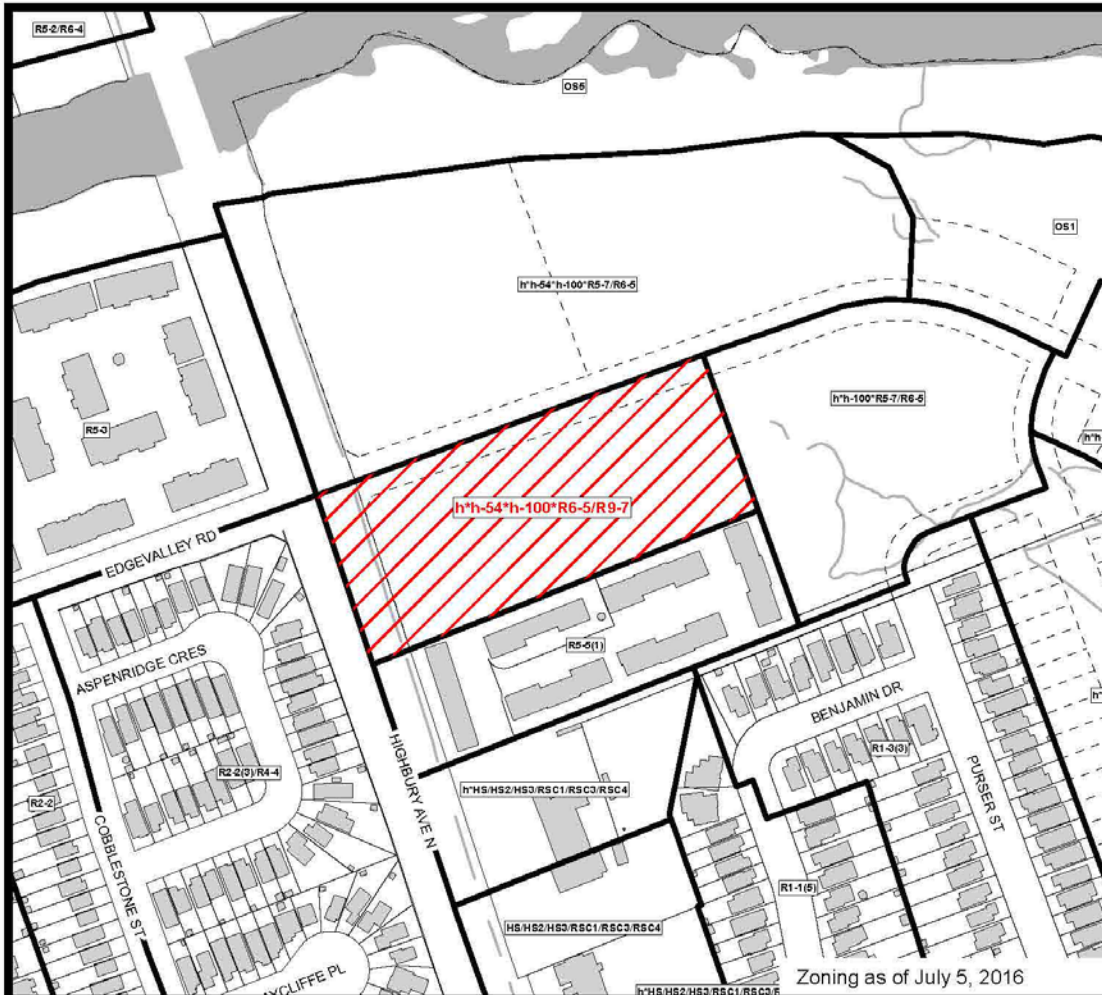 R5-2/R6-4
OS5
OS1
h*h-54*h-100*R5-7/R6-5
h*h-100*R5-7/R6-5
R5-3
h*h-54*h-100*R6-5/R9-7
EDGEVALLEY RD
ASPENRIDGE CRES
R5-5(1)
BENJAMIN DR
R1-3(3)
HIGHBURY AVE N
R2-2(3)/R4-4
h*HS/HS2/HS3/RSC1/RSC3/RSC4
PURSER ST
R2-2
COBBLESTONE ST
R1-1(5)
HS/HS2/HS3/RSC1/RSC3/RSC4
Zoning as of July 5, 2016